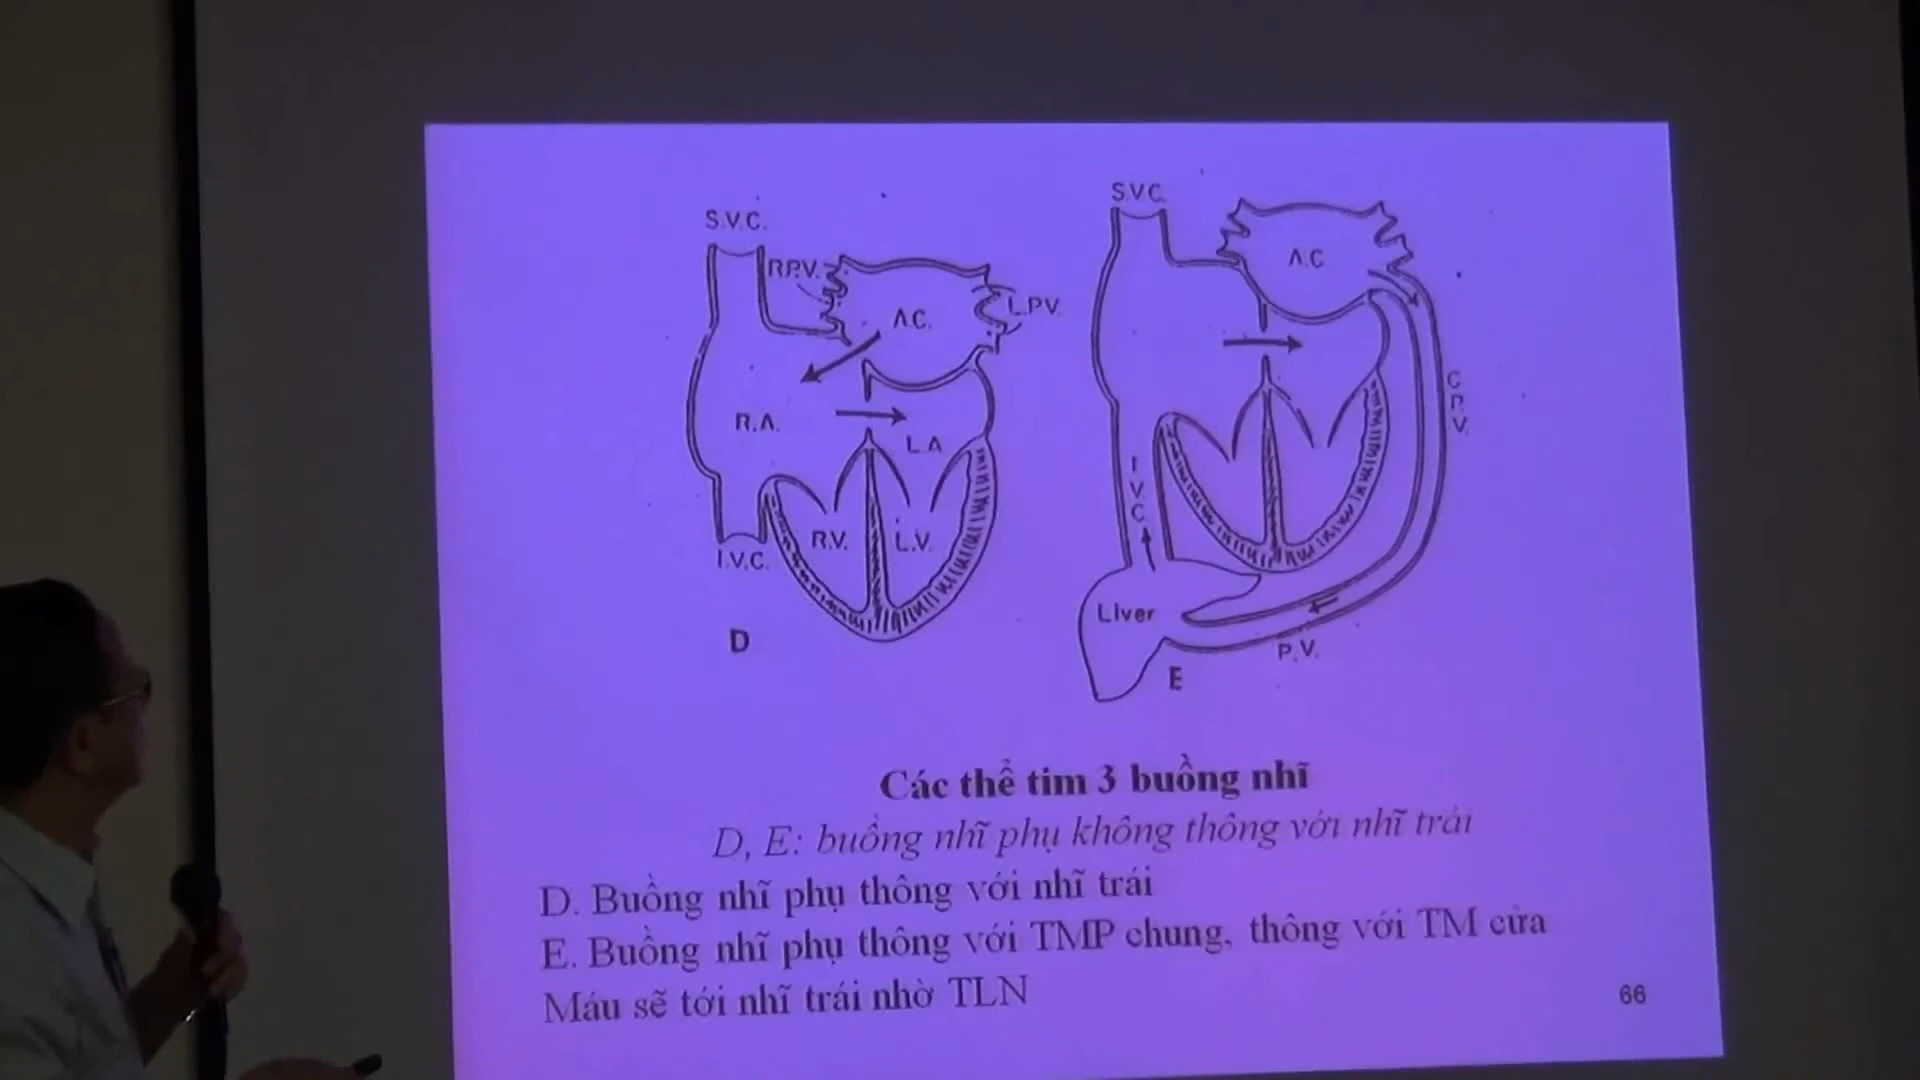 S.V.C.
R.P.V.
A.C.
L.P.V.
R.A.
L.A
R.V.
L.V.
I.V.C.
D
S.V.C.
A.C
C.P.V.
I
V
C
Liver
P.V.
E
Các thể tim 3 buồng nhĩ
D, E: buồng nhĩ phụ không thông với nhĩ trái
D. Buồng nhĩ phụ thông với nhĩ trái
E. Buồng nhĩ phụ thông với TMP chung, thông với TM cửa
Máu sẽ tới nhĩ trái nhờ TLN
66